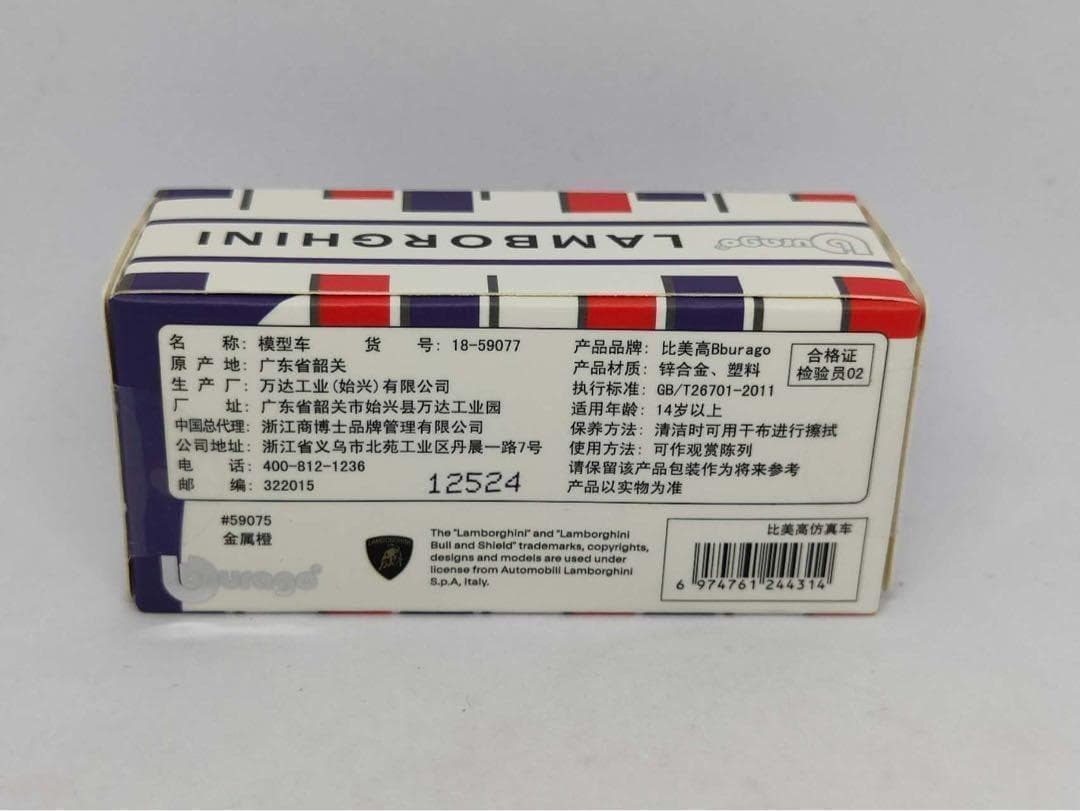 Bburago LAMBORGHINI
名 称: 模型车 货 号: 18-59077
原 产 地: 广东省韶关
生 产 厂: 万达工业(始兴)有限公司
厂 址: 广东省韶关市始兴县万达工业园
中国总代理: 浙江商博士品牌管理有限公司
公司地址: 浙江省义乌市北苑工业区丹晨一路7号
电 话: 400-812-1236
邮 编: 322015
12524
产品品牌: 比美高Bburago
产品材质: 锌合金、塑料
执行标准: GB/T26701-2011
适用年龄: 14岁以上
保养方法: 清洁时可用干布进行擦拭
使用方法: 可作观赏陈列
请保留该产品包装作为将来参考
产品以实物为准
合格证
检验员02
#59075
金属橙
Bburago
LAMBORGHINI
The "Lamborghini" and "Lamborghini
Bull and Shield" trademarks, copyrights,
designs and models are used under
license from Automobili Lamborghini
S.p.A, Italy.
比美高仿真车
6 974761 244314